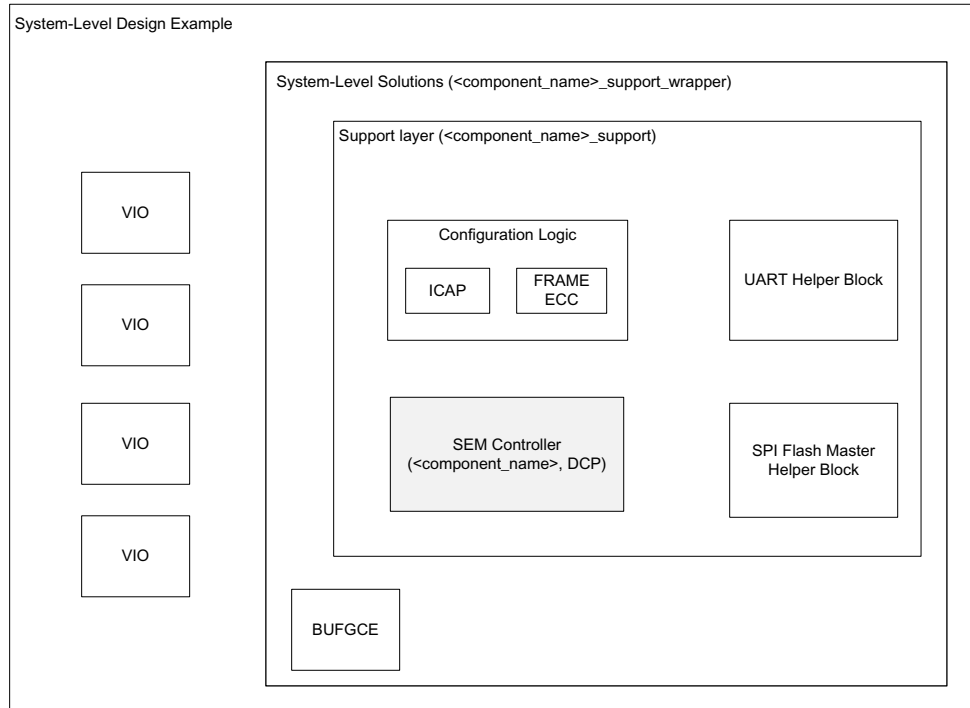 System-Level Design Example
System-Level Solutions (<component_name>_support_wrapper)
Support layer (<component_name>_support)
VIO
VIO
VIO
VIO
Configuration Logic
ICAP
FRAME
ECC
UART Helper Block
SEM Controller
(<component_name>, DCP)
SPI Flash Master
Helper Block
BUFGCE